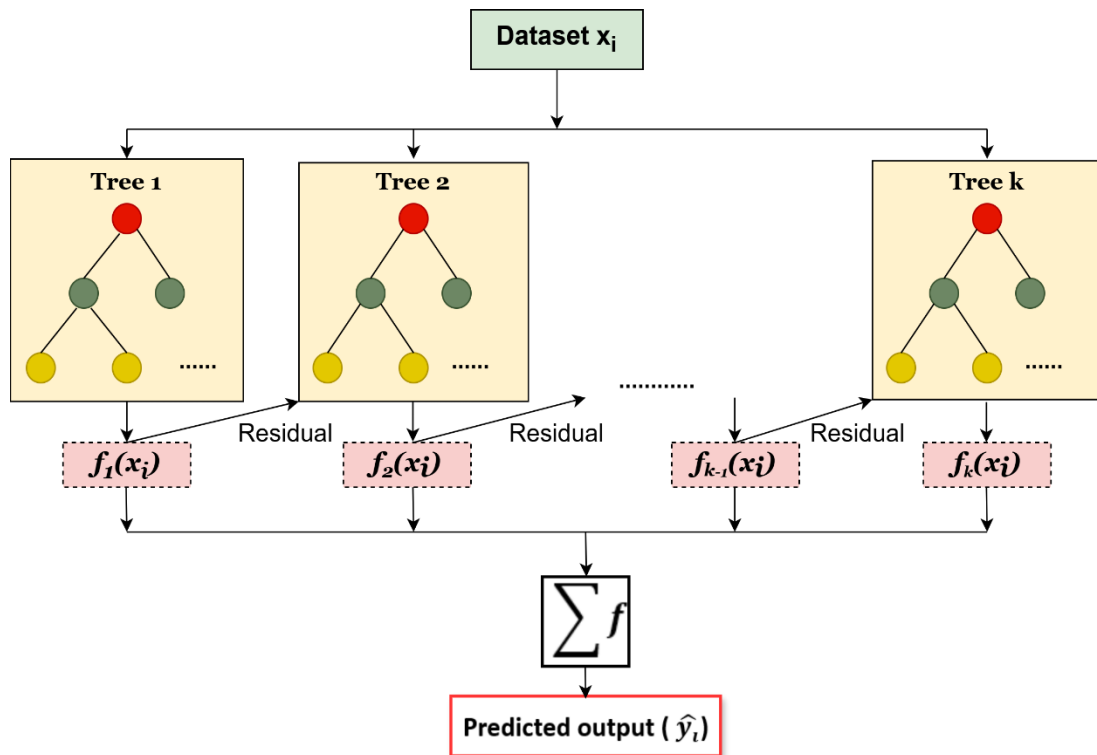 Dataset xᵢ
Tree 1
Tree 2
Tree k
......
......
......
............
Residual
Residual
Residual
f₁(xᵢ)
f₂(xᵢ)
fₖ₋₁(xᵢ)
fₖ(xᵢ)
∑ f
Predicted output ( ŷᵢ)